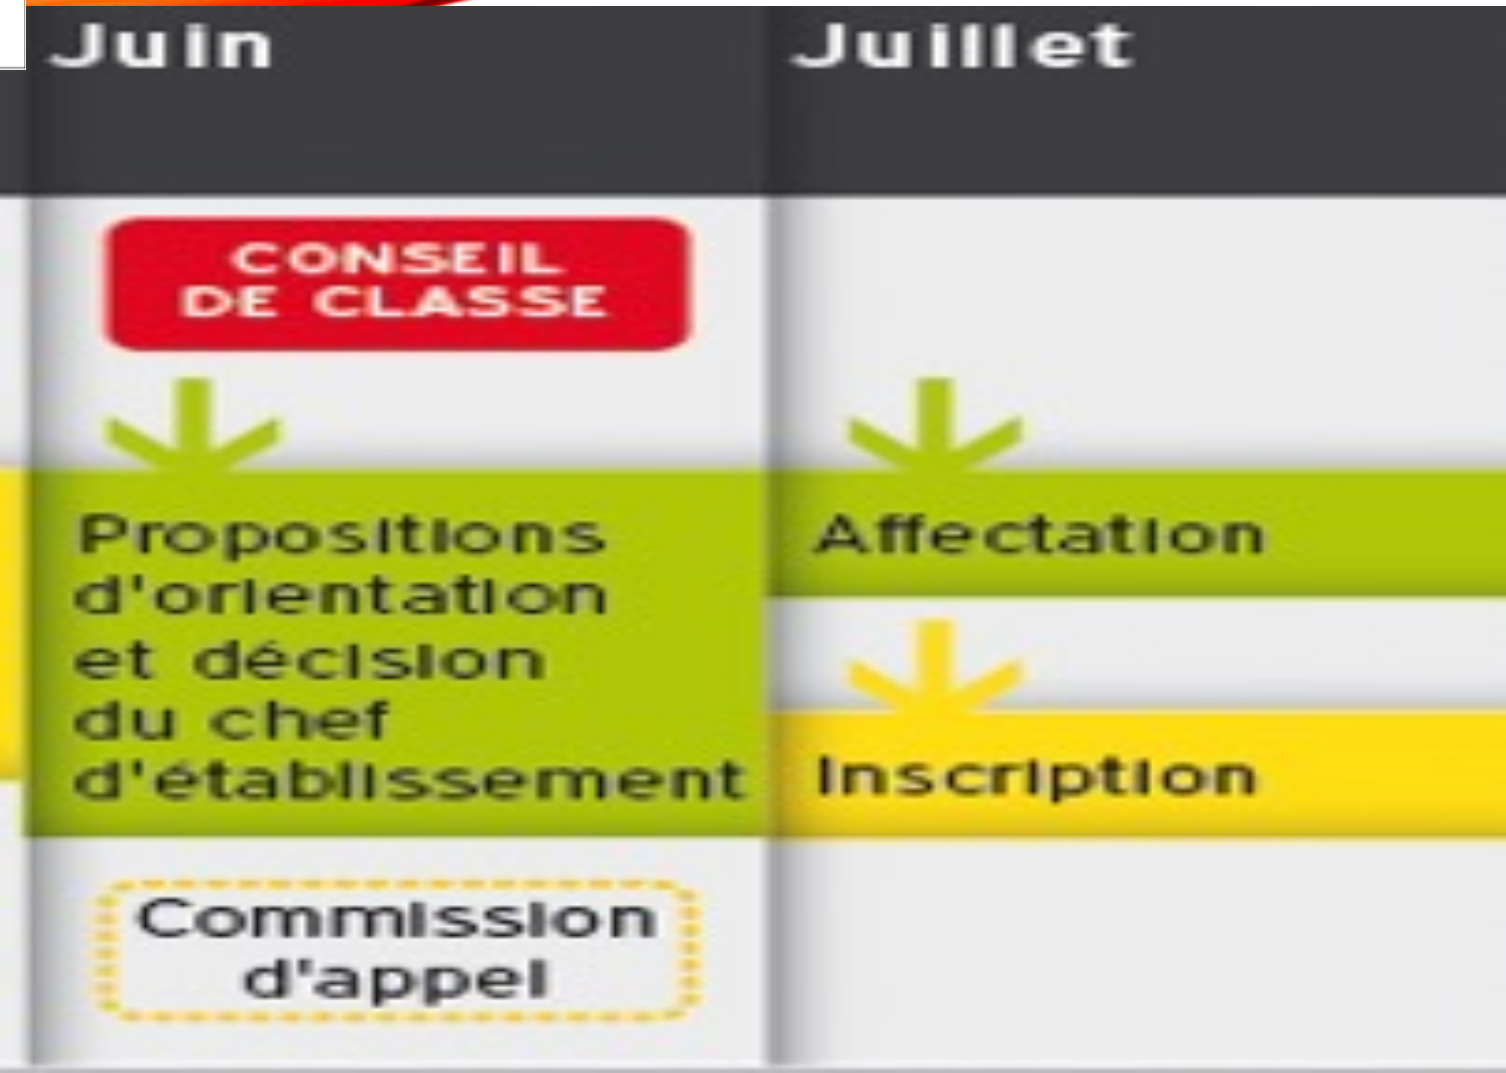 Juin
CONSEIL
DE CLASSE
Propositions
d'orientation
et décision
du chef
d'établissement
Commission
d'appel
Juillet
Affectation
Inscription